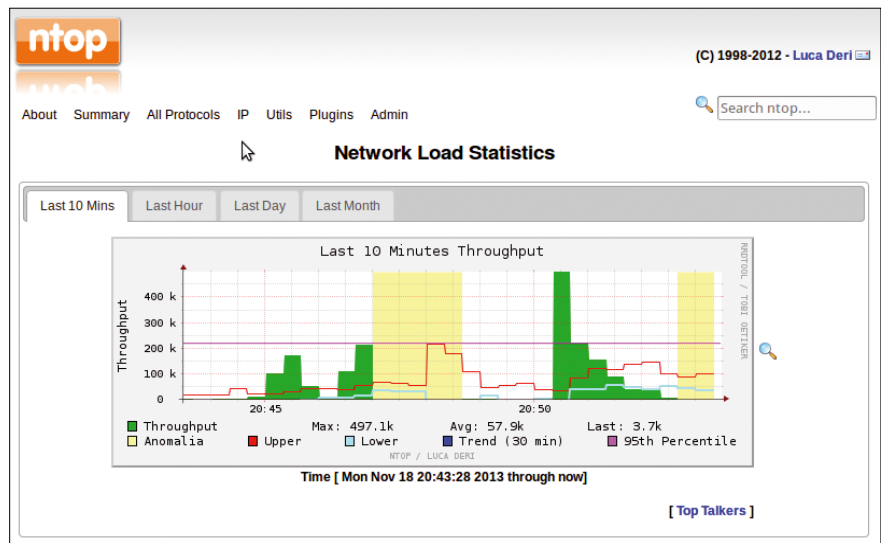 ntop
(C) 1998-2012 - Luca Deri
About Summary All Protocols IP Utils Plugins Admin
Search ntop...
Network Load Statistics
Last 10 Mins Last Hour Last Day Last Month
Last 10 Minutes Throughput
RRDTOOL / TOBI OETIKER
Throughput
400 k
300 k
200 k
100 k
0
20:45 20:50
Throughput Max: 497.1k Avg: 57.9k Last: 3.7k
Anomalia Upper Lower Trend (30 min) 95th Percentile
NTOP / LUCA DERI
Time [ Mon Nov 18 20:43:28 2013 through now]
[ Top Talkers ]